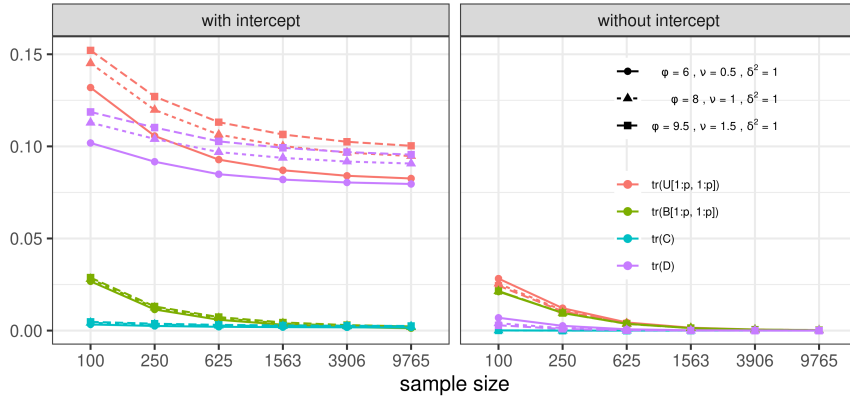 with intercept
without intercept
0.15
0.10
0.05
0.00
φ = 6 , ν = 0.5 , δ² = 1
φ = 8 , ν = 1 , δ² = 1
φ = 9.5 , ν = 1.5 , δ² = 1
tr(U[1:p, 1:p])
tr(B[1:p, 1:p])
tr(C)
tr(D)
100 250 625 1563 3906 9765
100 250 625 1563 3906 9765
sample size